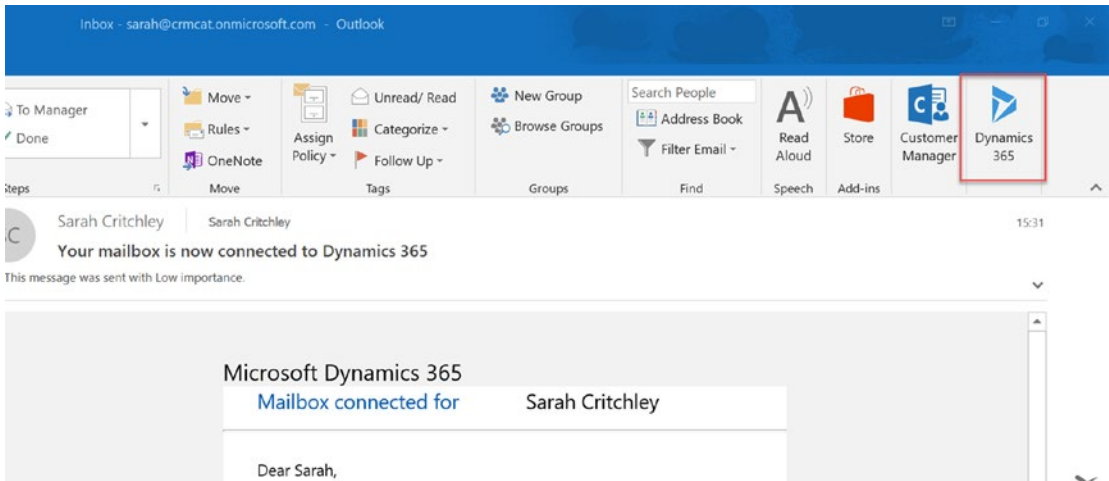 Inbox - sarah@crmcat.onmicrosoft.com - Outlook
To Manager
Done
Steps
Move
Rules
OneNote
Move
Assign
Policy
Unread/ Read
Categorize
Follow Up
Tags
New Group
Browse Groups
Groups
Search People
Address Book
Filter Email
Find
A
Read
Aloud
Speech
Store
Add-ins
Customer
Manager
Dynamics
365
C
Sarah Critchley Sarah Critchley 15:31
Your mailbox is now connected to Dynamics 365
This message was sent with Low importance.
Microsoft Dynamics 365
Mailbox connected for Sarah Critchley
Dear Sarah,